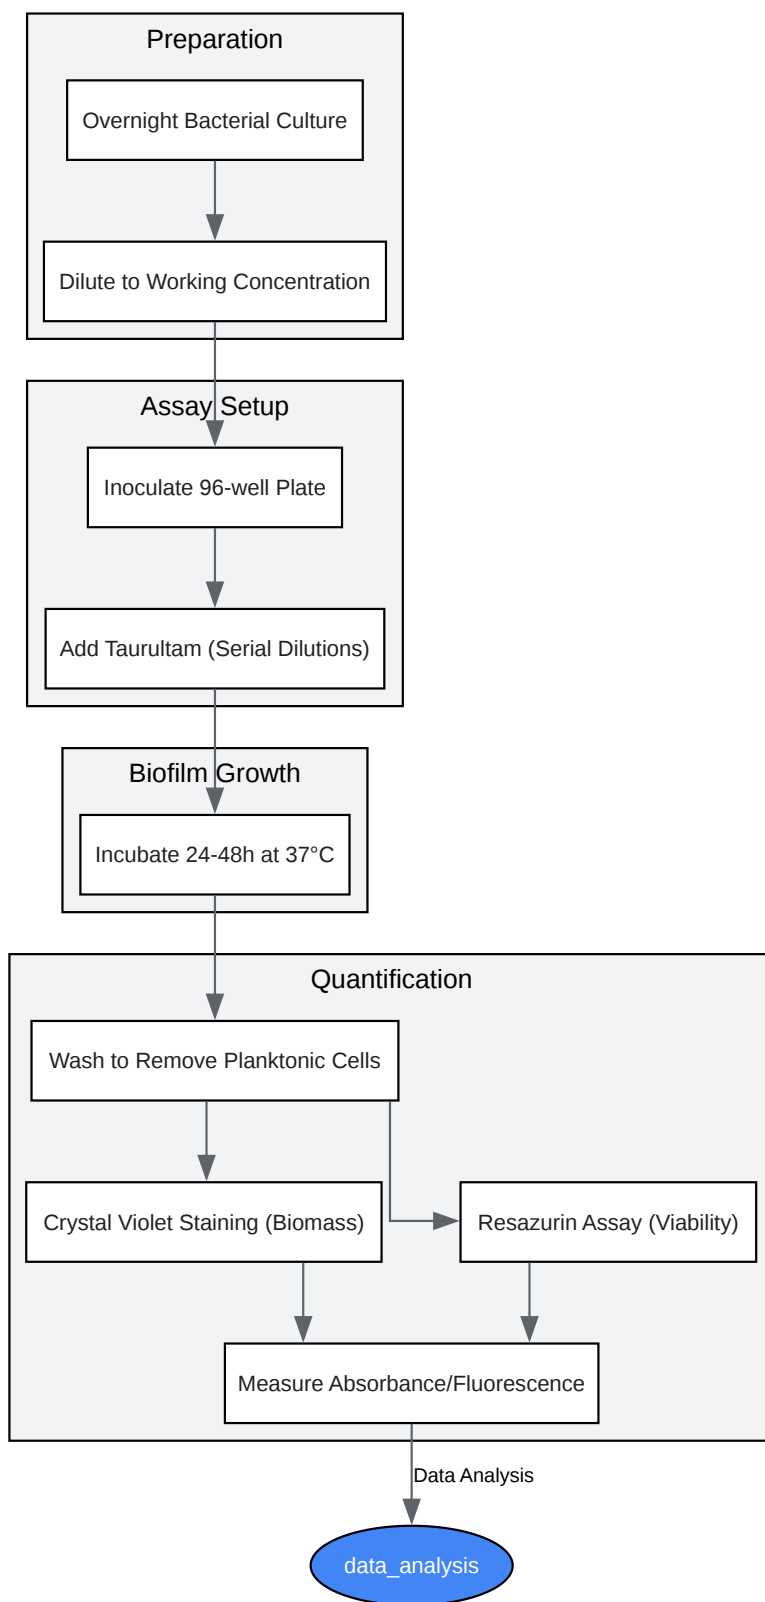 Preparation
Overnight Bacterial Culture
Dilute to Working Concentration
Assay Setup
Inoculate 96-well Plate
Add Taurultam (Serial Dilutions)
Biofilm Growth
Incubate 24-48h at 37°C
Quantification
Wash to Remove Planktonic Cells
Crystal Violet Staining (Biomass)
Resazurin Assay (Viability)
Measure Absorbance/Fluorescence
Data Analysis
data_analysis